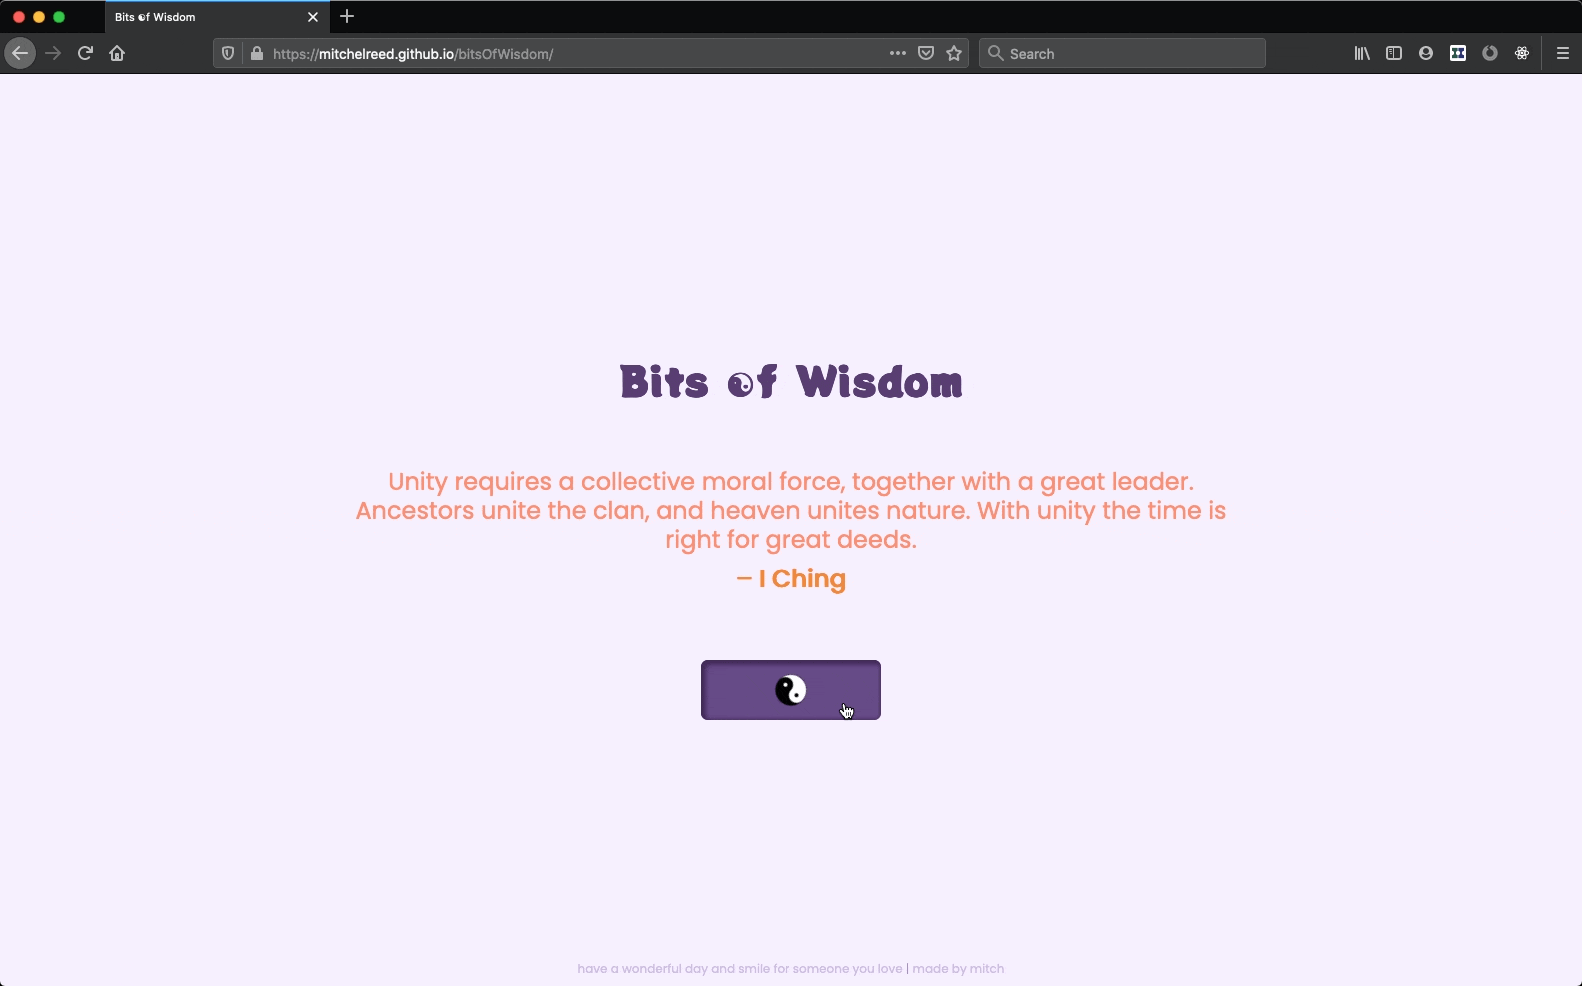 Bits ☯f Wisdom
https://mitchelreed.github.io/bitsOfWisdom/
Search
Bits ☯f Wisdom
Unity requires a collective moral force, together with a great leader.
Ancestors unite the clan, and heaven unites nature. With unity the time is
right for great deeds.
– I Ching
have a wonderful day and smile for someone you love | made by mitch